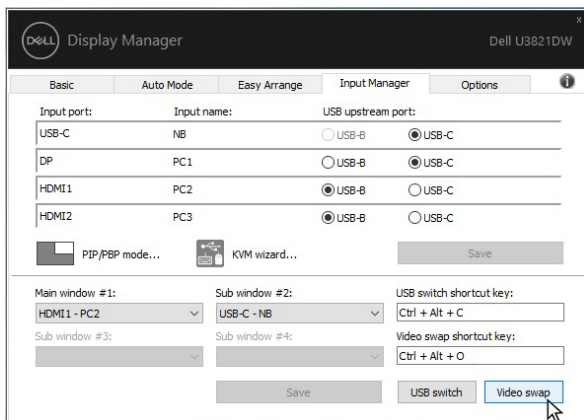 DELL Display Manager Dell U3821DW
Basic Auto Mode Easy Arrange Input Manager Options
Input port: Input name: USB upstream port:
USB-C NB USB-B USB-C
DP PC1 USB-B USB-C
HDMI1 PC2 USB-B USB-C
HDMI2 PC3 USB-B USB-C
PIP/PBP mode... KVM wizard... Save
Main window #1: Sub window #2: USB switch shortcut key:
HDMI1 - PC2 USB-C - NB Ctrl + Alt + C
Sub window #3: Sub window #4: Video swap shortcut key:
Ctrl + Alt + O
Save USB switch Video swap